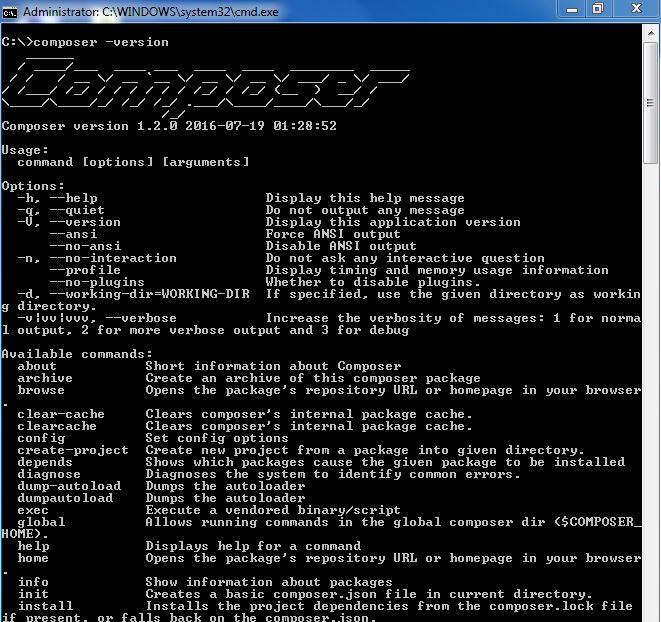 Administrator: C:\WINDOWS\system32\cmd.exe
C:\>composer -version
Composer
Composer version 1.2.0 2016-07-19 01:28:52
Usage:
command [options] [arguments]
Options:
-h, --help Display this help message
-q, --quiet Do not output any message
-V, --version Display this application version
--ansi Force ANSI output
--no-ansi Disable ANSI output
-n, --no-interaction Do not ask any interactive question
--profile Display timing and memory usage information
--no-plugins Whether to disable plugins.
-d, --working-dir=WORKING-DIR If specified, use the given directory as workin
g directory.
-v|vv|vvv, --verbose Increase the verbosity of messages: 1 for norma
l output, 2 for more verbose output and 3 for debug
Available commands:
about Short information about Composer
archive Create an archive of this composer package
browse Opens the package's repository URL or homepage in your browser
.
clear-cache Clears composer's internal package cache.
clearcache Clears composer's internal package cache.
config Set config options
create-project Create new project from a package into given directory.
depends Shows which packages cause the given package to be installed
diagnose Diagnoses the system to identify common errors.
dump-autoload Dumps the autoloader
dumpautoload Dumps the autoloader
exec Execute a vendored binary/script
global Allows running commands in the global composer dir ($COMPOSER_
HOME).
help Displays help for a command
home Opens the package's repository URL or homepage in your browser
.
info Show information about packages
init Creates a basic composer.json file in current directory.
install Installs the project dependencies from the composer.lock file
if present, or falls back on the composer.json.